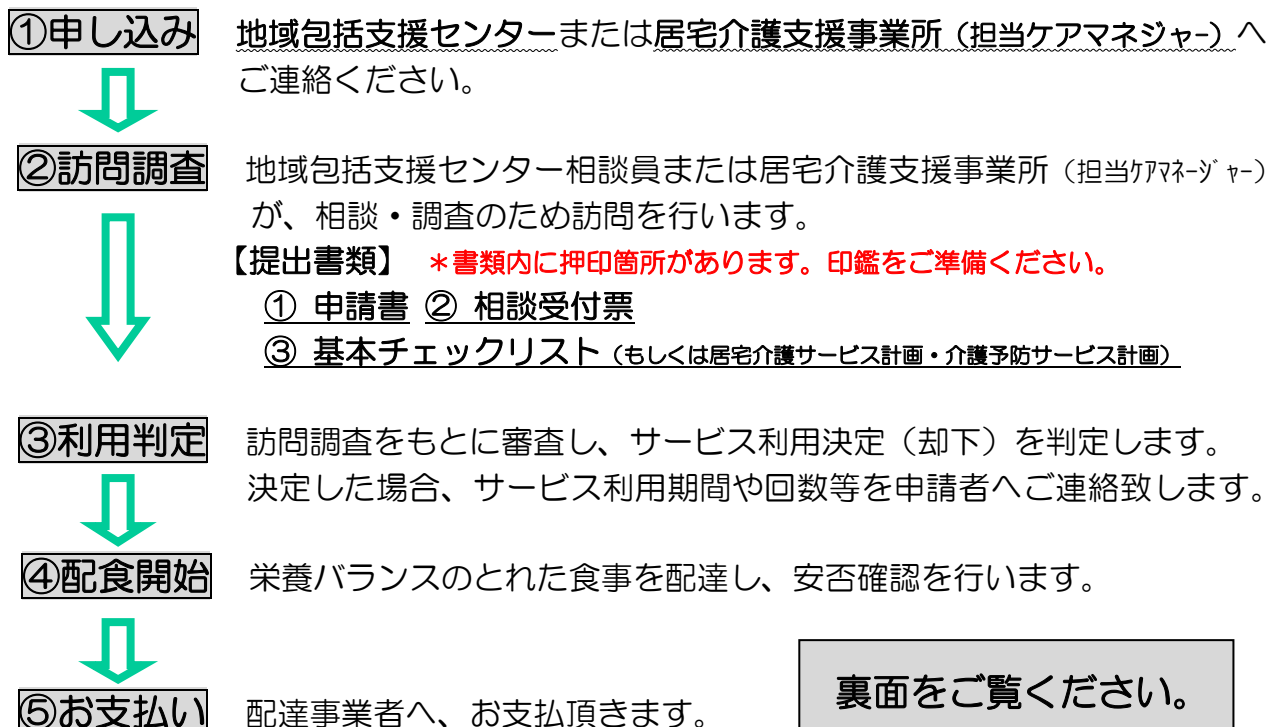 ①申し込み 地域包括支援センターまたは居宅介護支援事業所（担当ケアマネジャー）へ
ご連絡ください。
②訪問調査 地域包括支援センター相談員または居宅介護支援事業所（担当ｹｱﾏﾈｰｼﾞｬｰ）
が、相談・調査のため訪問を行います。
【提出書類】 ＊書類内に押印箇所があります。印鑑をご準備ください。
① 申請書 ② 相談受付票
③ 基本チェックリスト（もしくは居宅介護サービス計画・介護予防サービス計画）
③利用判定 訪問調査をもとに審査し、サービス利用決定（却下）を判定します。
決定した場合、サービス利用期間や回数等を申請者へご連絡致します。
④配食開始 栄養バランスのとれた食事を配達し、安否確認を行います。
裏面をご覧ください。
⑤お支払い 配達事業者へ、お支払頂きます。